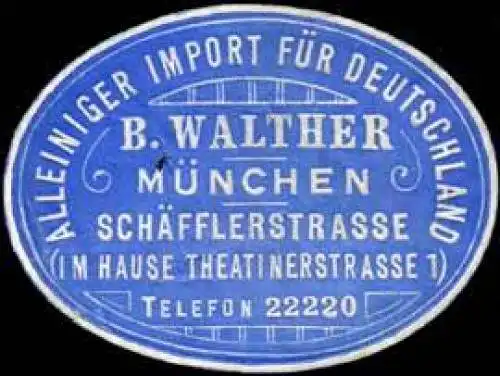 ALLEINIGER IMPORT FÜR DEUTSCHLAND
B. WALTHER
MÜNCHEN
SCHÄFFLERSTRASSE
(IM HAUSE THEATINERSTRASSE 1)
TELEFON 22220